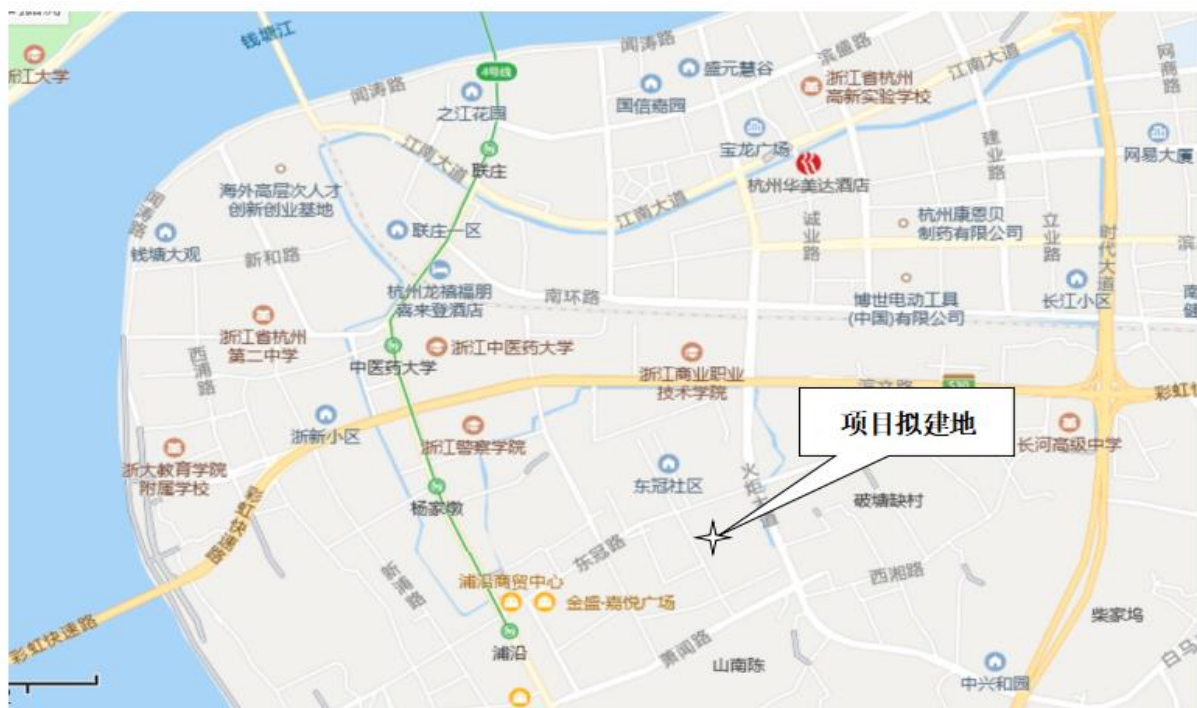 钱塘江
浙江大学
4号线
闻涛路
闻涛路
滨盛路
盛元慧谷
国信嘉园
浙江省杭州
高新实验学校
江南大道
网商路
之江花园
宝龙广场
建业路
网易大厦
江南大道
联庄
杭州华美达酒店
海外高层次人才
创新创业基地
闻涛路
联庄一区
江南大道
诚业路
杭州康恩贝
制药有限公司
立业路
时代大道
滨
钱塘大观
新和路
杭州龙禧福朋
喜来登酒店
南环路
博世电动工具
(中国)有限公司
长江小区
南
健
浙江省杭州
第二中学
西浦路
中医药大学
浙江中医药大学
浙江商业职业
技术学院
滨文路
S30
彩虹快
浙新小区
浙江警察学院
项目拟建地
长河高级中学
浙大教育学院
附属学校
东冠社区
火炬大道
破塘缺村
彩虹快速路
杨家墩
新浦路
东冠路
西湘路
浦沿商贸中心
金盛·嘉悦广场
柴家坞
彩虹快速路
浦沿
萧闻路
山南陈
中兴和园
白马